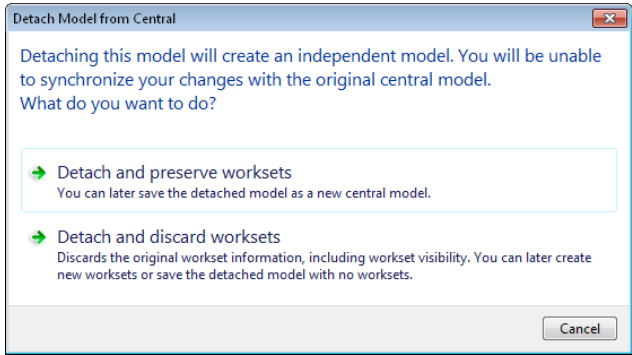 Detach Model from Central
Detaching this model will create an independent model. You will be unable
to synchronize your changes with the original central model.
What do you want to do?
Detach and preserve worksets
You can later save the detached model as a new central model.
Detach and discard worksets
Discards the original workset information, including workset visibility. You can later create
new worksets or save the detached model with no worksets.
Cancel